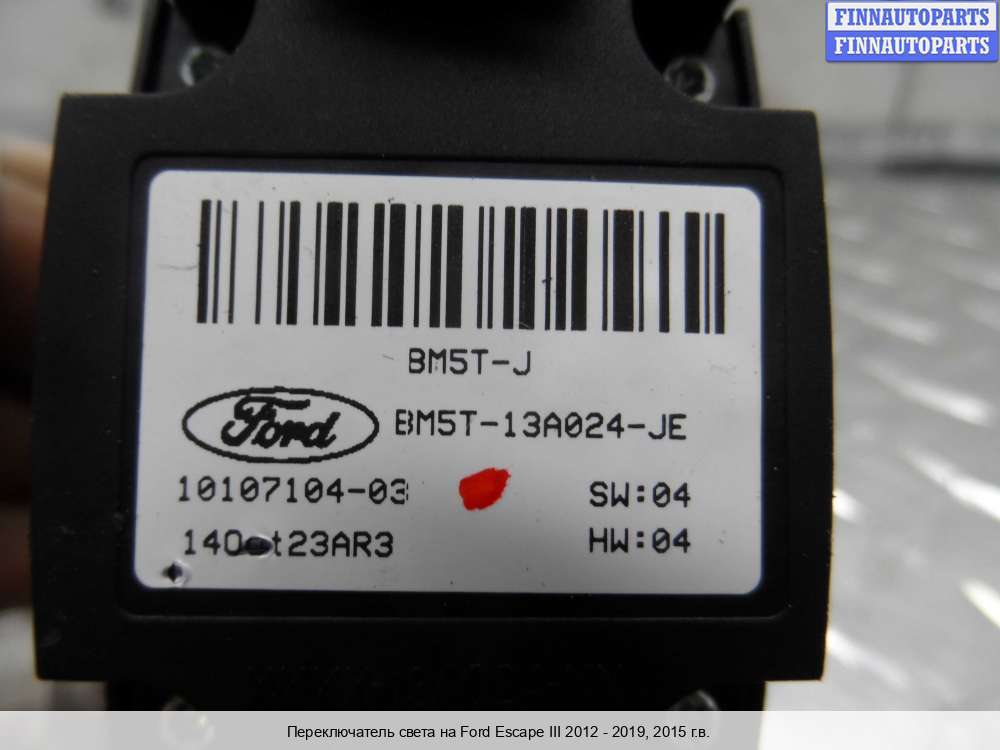 FINNAUTOPARTS
FINNAUTOPARTS
BM5T-J
Ford
BM5T-13A024-JE
10107104-03
SW:04
14Oct23AR3
HW:04
Переключатель света на Ford Escape III 2012 - 2019, 2015 г.в.